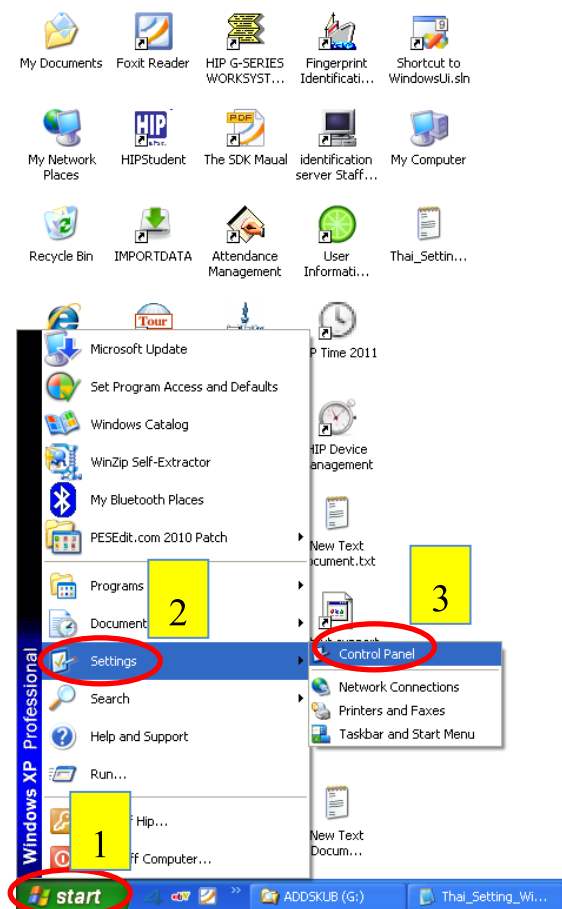 My Documents
Foxit Reader
HIP G-SERIES
WORKSYST...
Fingerprint
Identificati...
Shortcut to
WindowsUi.sln
PDF
HIP
My Network
Places
HIPStudent
The SDK Maual
identification
server Staff...
My Computer
Recycle Bin
IMPORTDATA
Attendance
Management
User
Informati...
Thai_Settin...
Tour
Microsoft Update
P Time 2011
Set Program Access and Defaults
Windows Catalog
WinZip Self-Extractor
HIP Device
anagement
My Bluetooth Places
PESEdit.com 2010 Patch
New Text
ocument.txt
Programs
2
3
Document
Settings
Control Panel
Search
Network Connections
Printers and Faxes
Help and Support
Taskbar and Start Menu
Run...
Windows XP Professional
1
f Hip...
ff Computer...
New Text
Docum...
start
ADDSKUB (G:)
Thai_Setting_Wi...